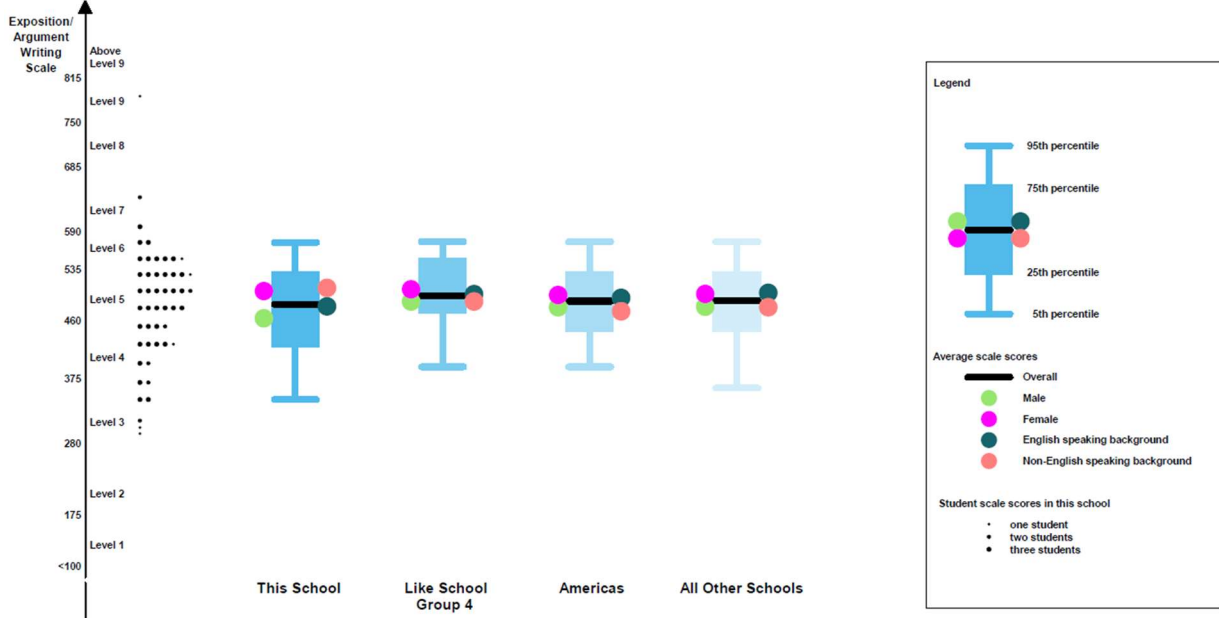 Exposition/
Argument
Writing
Scale
Above
Level 9
815
Level 9
750
Level 8
685
Level 7
590
Level 6
535
Level 5
460
Level 4
375
Level 3
280
Level 2
175
Level 1
<100
This School
Like School
Group 4
Americas
All Other Schools
Legend
95th percentile
75th percentile
25th percentile
5th percentile
Average scale scores
Overall
Male
Female
English speaking background
Non-English speaking background
Student scale scores in this school
one student
two students
three students